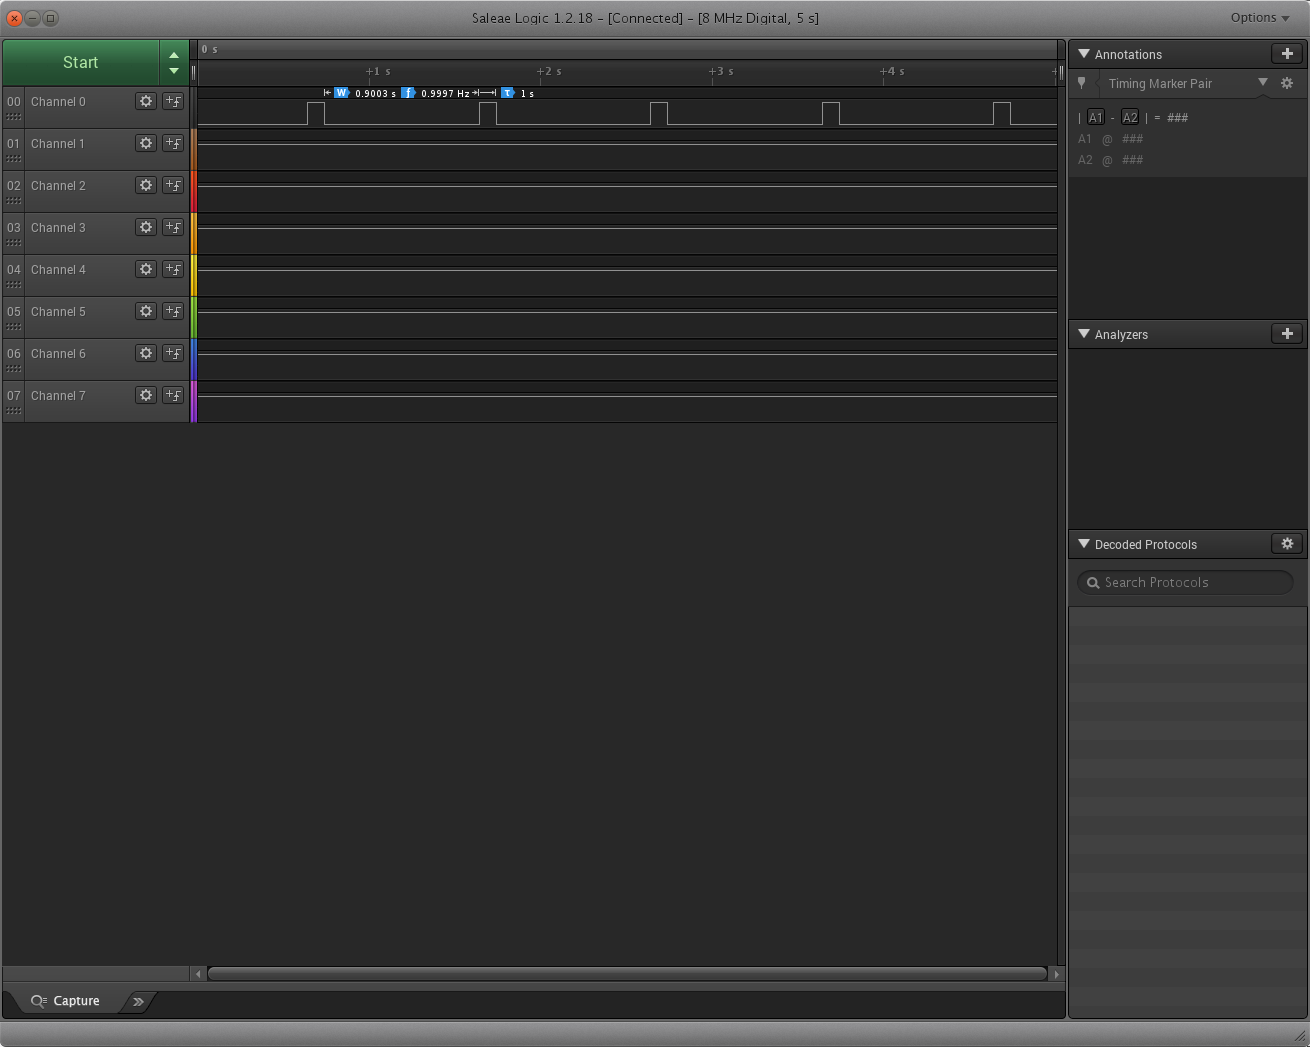 Saleae Logic 1.2.18 - [Connected] - [8 MHz Digital, 5 s]
Options
Start
0 s
+1 s
+2 s
+3 s
+4 s
W 0.9003 s f 0.9997 Hz τ 1 s
00 Channel 0
01 Channel 1
02 Channel 2
03 Channel 3
04 Channel 4
05 Channel 5
06 Channel 6
07 Channel 7
Annotations
Timing Marker Pair
| A1 - A2 | = ###
A1 @ ###
A2 @ ###
Analyzers
Decoded Protocols
Search Protocols
Capture